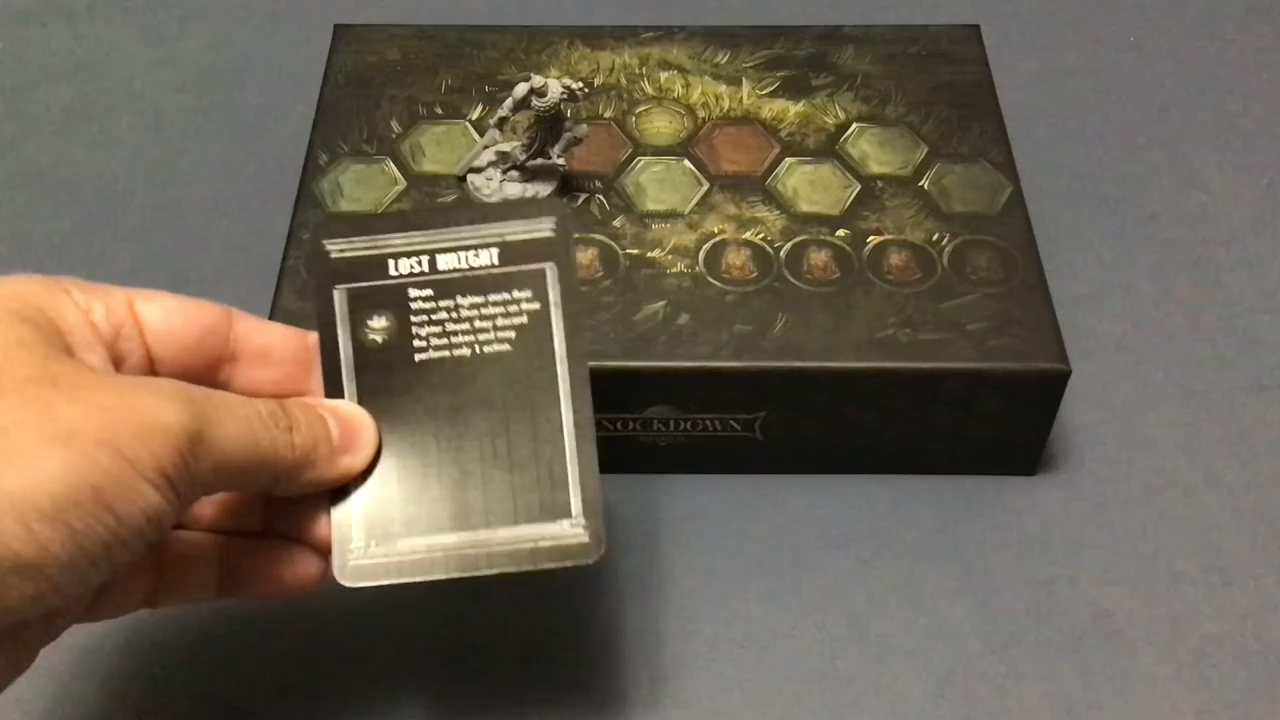 LOST KNIGHT
Stun
When any fighter starts their
turn with a Stun token on their
Fighter Sheet, they discard
the Stun token and may
perform only 1 action.
NOCKDOWN